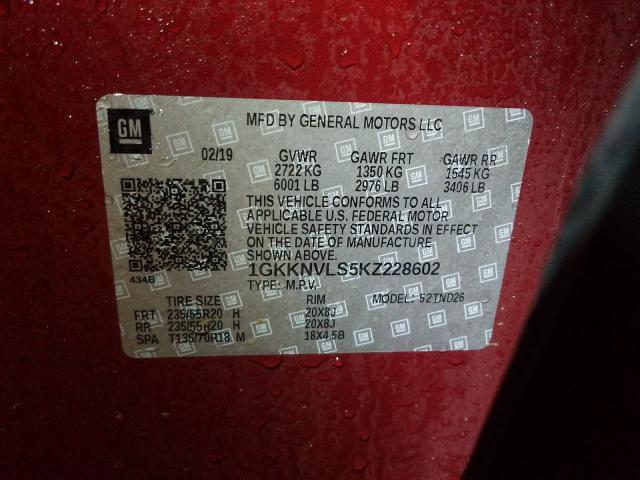 GM
MFD BY GENERAL MOTORS LLC
02/19 GVWR GAWR FRT GAWR RR
2722 KG 1350 KG 1545 KG
6001 LB 2976 LB 3406 LB
THIS VEHICLE CONFORMS TO ALL
APPLICABLE U.S. FEDERAL MOTOR
VEHICLE SAFETY STANDARDS IN EFFECT
ON THE DATE OF MANUFACTURE
SHOWN ABOVE.
434B
1GKKNVLS5KZ228602
TYPE: M.P.V. MODEL: 52TND26
TIRE SIZE RIM
FRT 235/55R20 H 20X8J
RR 235/55R20 H 20X8J
SPA T135/70R18 M 18X4.5B